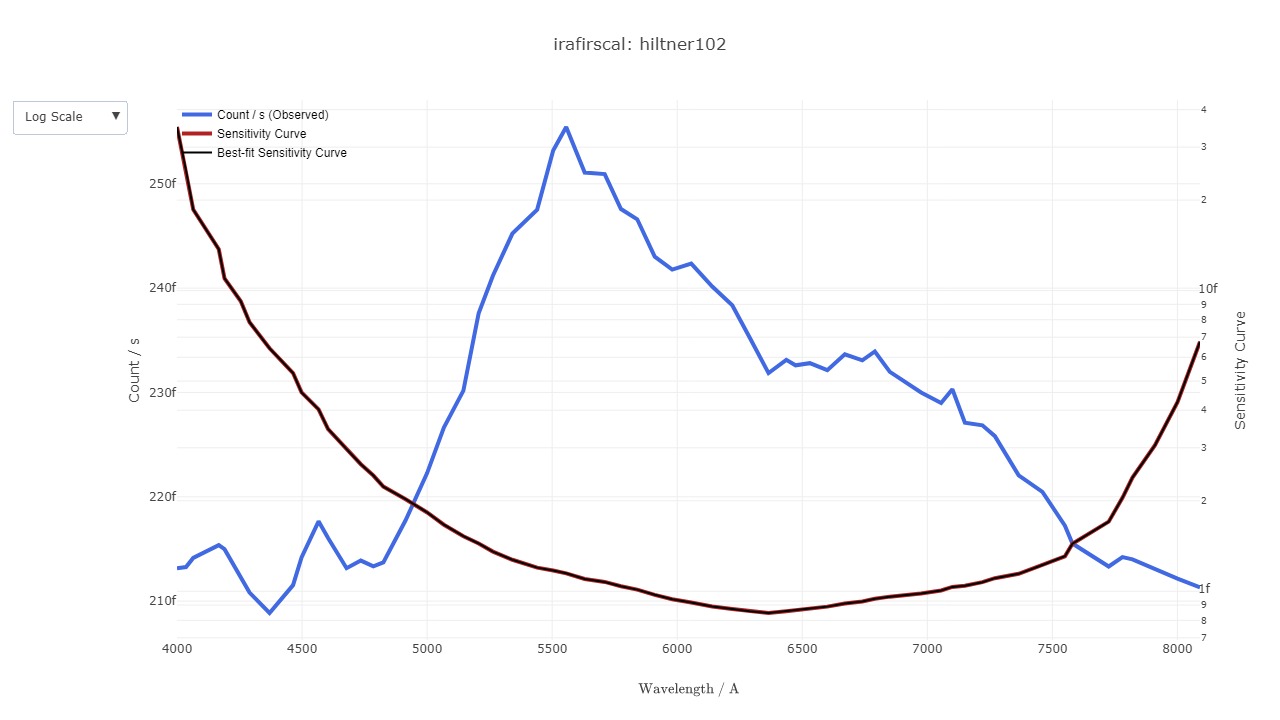 irafirscal: hiltner102
Log Scale ▼
Count / s (Observed)
Sensitivity Curve
Best-fit Sensitivity Curve
Count / s
250f
240f
230f
220f
210f
4000 4500 5000 5500 6000 6500 7000 7500 8000
Wavelength / A
4
3
2
10f
9
8
7
6
5
4
3
2
1f
9
8
7
Sensitivity Curve